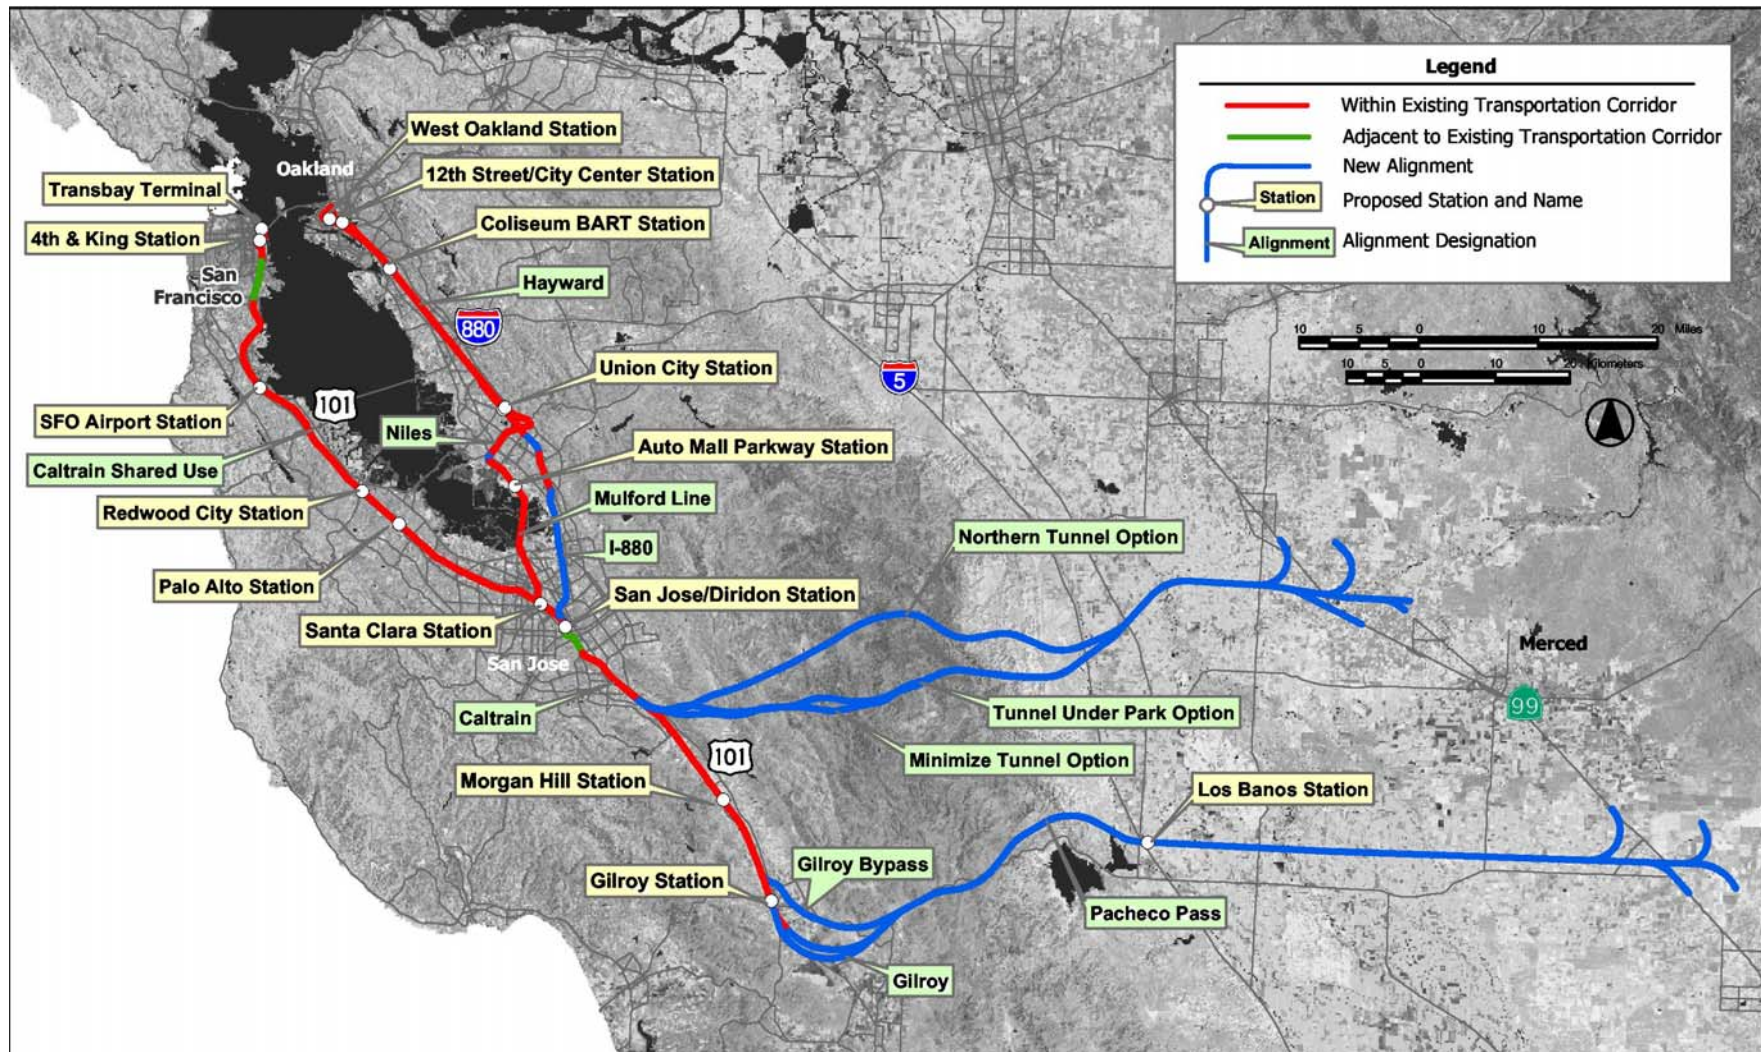 Legend
Within Existing Transportation Corridor
Adjacent to Existing Transportation Corridor
New Alignment
Station
Proposed Station and Name
Alignment
Alignment Designation
10 5 0 10 20 Miles
10 5 0 10 20 Kilometers
West Oakland Station
Oakland
12th Street/City Center Station
Transbay Terminal
Coliseum BART Station
4th & King Station
San
Francisco
Hayward
880
Union City Station
5
101
SFO Airport Station
Niles
Auto Mall Parkway Station
Caltrain Shared Use
Redwood City Station
Mulford Line
Northern Tunnel Option
I-880
Palo Alto Station
San Jose/Diridon Station
Santa Clara Station
San Jose
Merced
99
Caltrain
Tunnel Under Park Option
101
Minimize Tunnel Option
Morgan Hill Station
Los Banos Station
Gilroy Bypass
Gilroy Station
Pacheco Pass
Gilroy